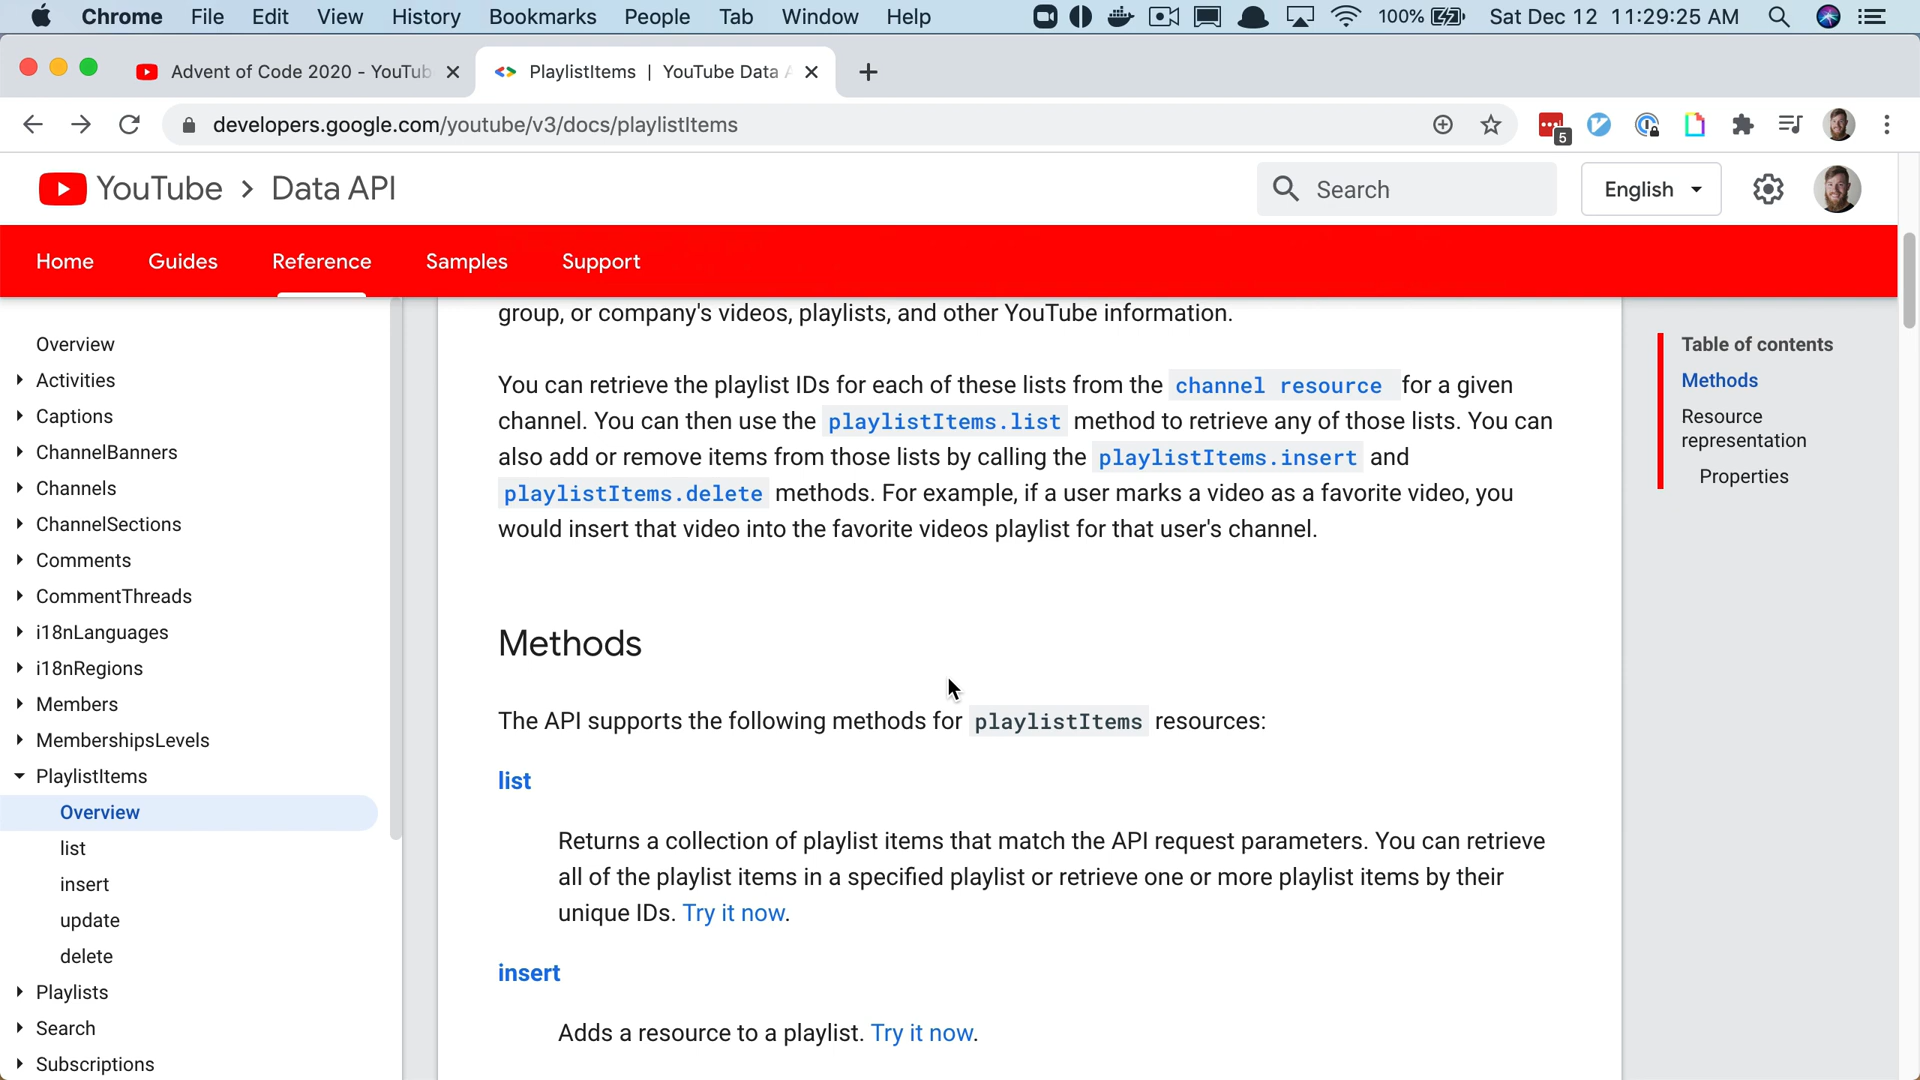 Chrome File Edit View History Bookmarks People Tab Window Help 100% Sat Dec 12 11:29:25 AM
Advent of Code 2020 - YouTub
PlaylistItems | YouTube Data A
developers.google.com/youtube/v3/docs/playlistItems
5
YouTube > Data API
Search
English
Home Guides Reference Samples Support
Overview
Activities
Captions
ChannelBanners
Channels
ChannelSections
Comments
CommentThreads
i18nLanguages
i18nRegions
Members
MembershipsLevels
PlaylistItems
Overview
list
insert
update
delete
Playlists
Search
Subscriptions
group, or company's videos, playlists, and other YouTube information.
You can retrieve the playlist IDs for each of these lists from the channel resource for a given
channel. You can then use the playlistItems.list method to retrieve any of those lists. You can
also add or remove items from those lists by calling the playlistItems.insert and
playlistItems.delete methods. For example, if a user marks a video as a favorite video, you
would insert that video into the favorite videos playlist for that user's channel.
Methods
The API supports the following methods for playlistItems resources:
list
Returns a collection of playlist items that match the API request parameters. You can retrieve
all of the playlist items in a specified playlist or retrieve one or more playlist items by their
unique IDs. Try it now.
insert
Adds a resource to a playlist. Try it now.
Table of contents
Methods
Resource
representation
Properties